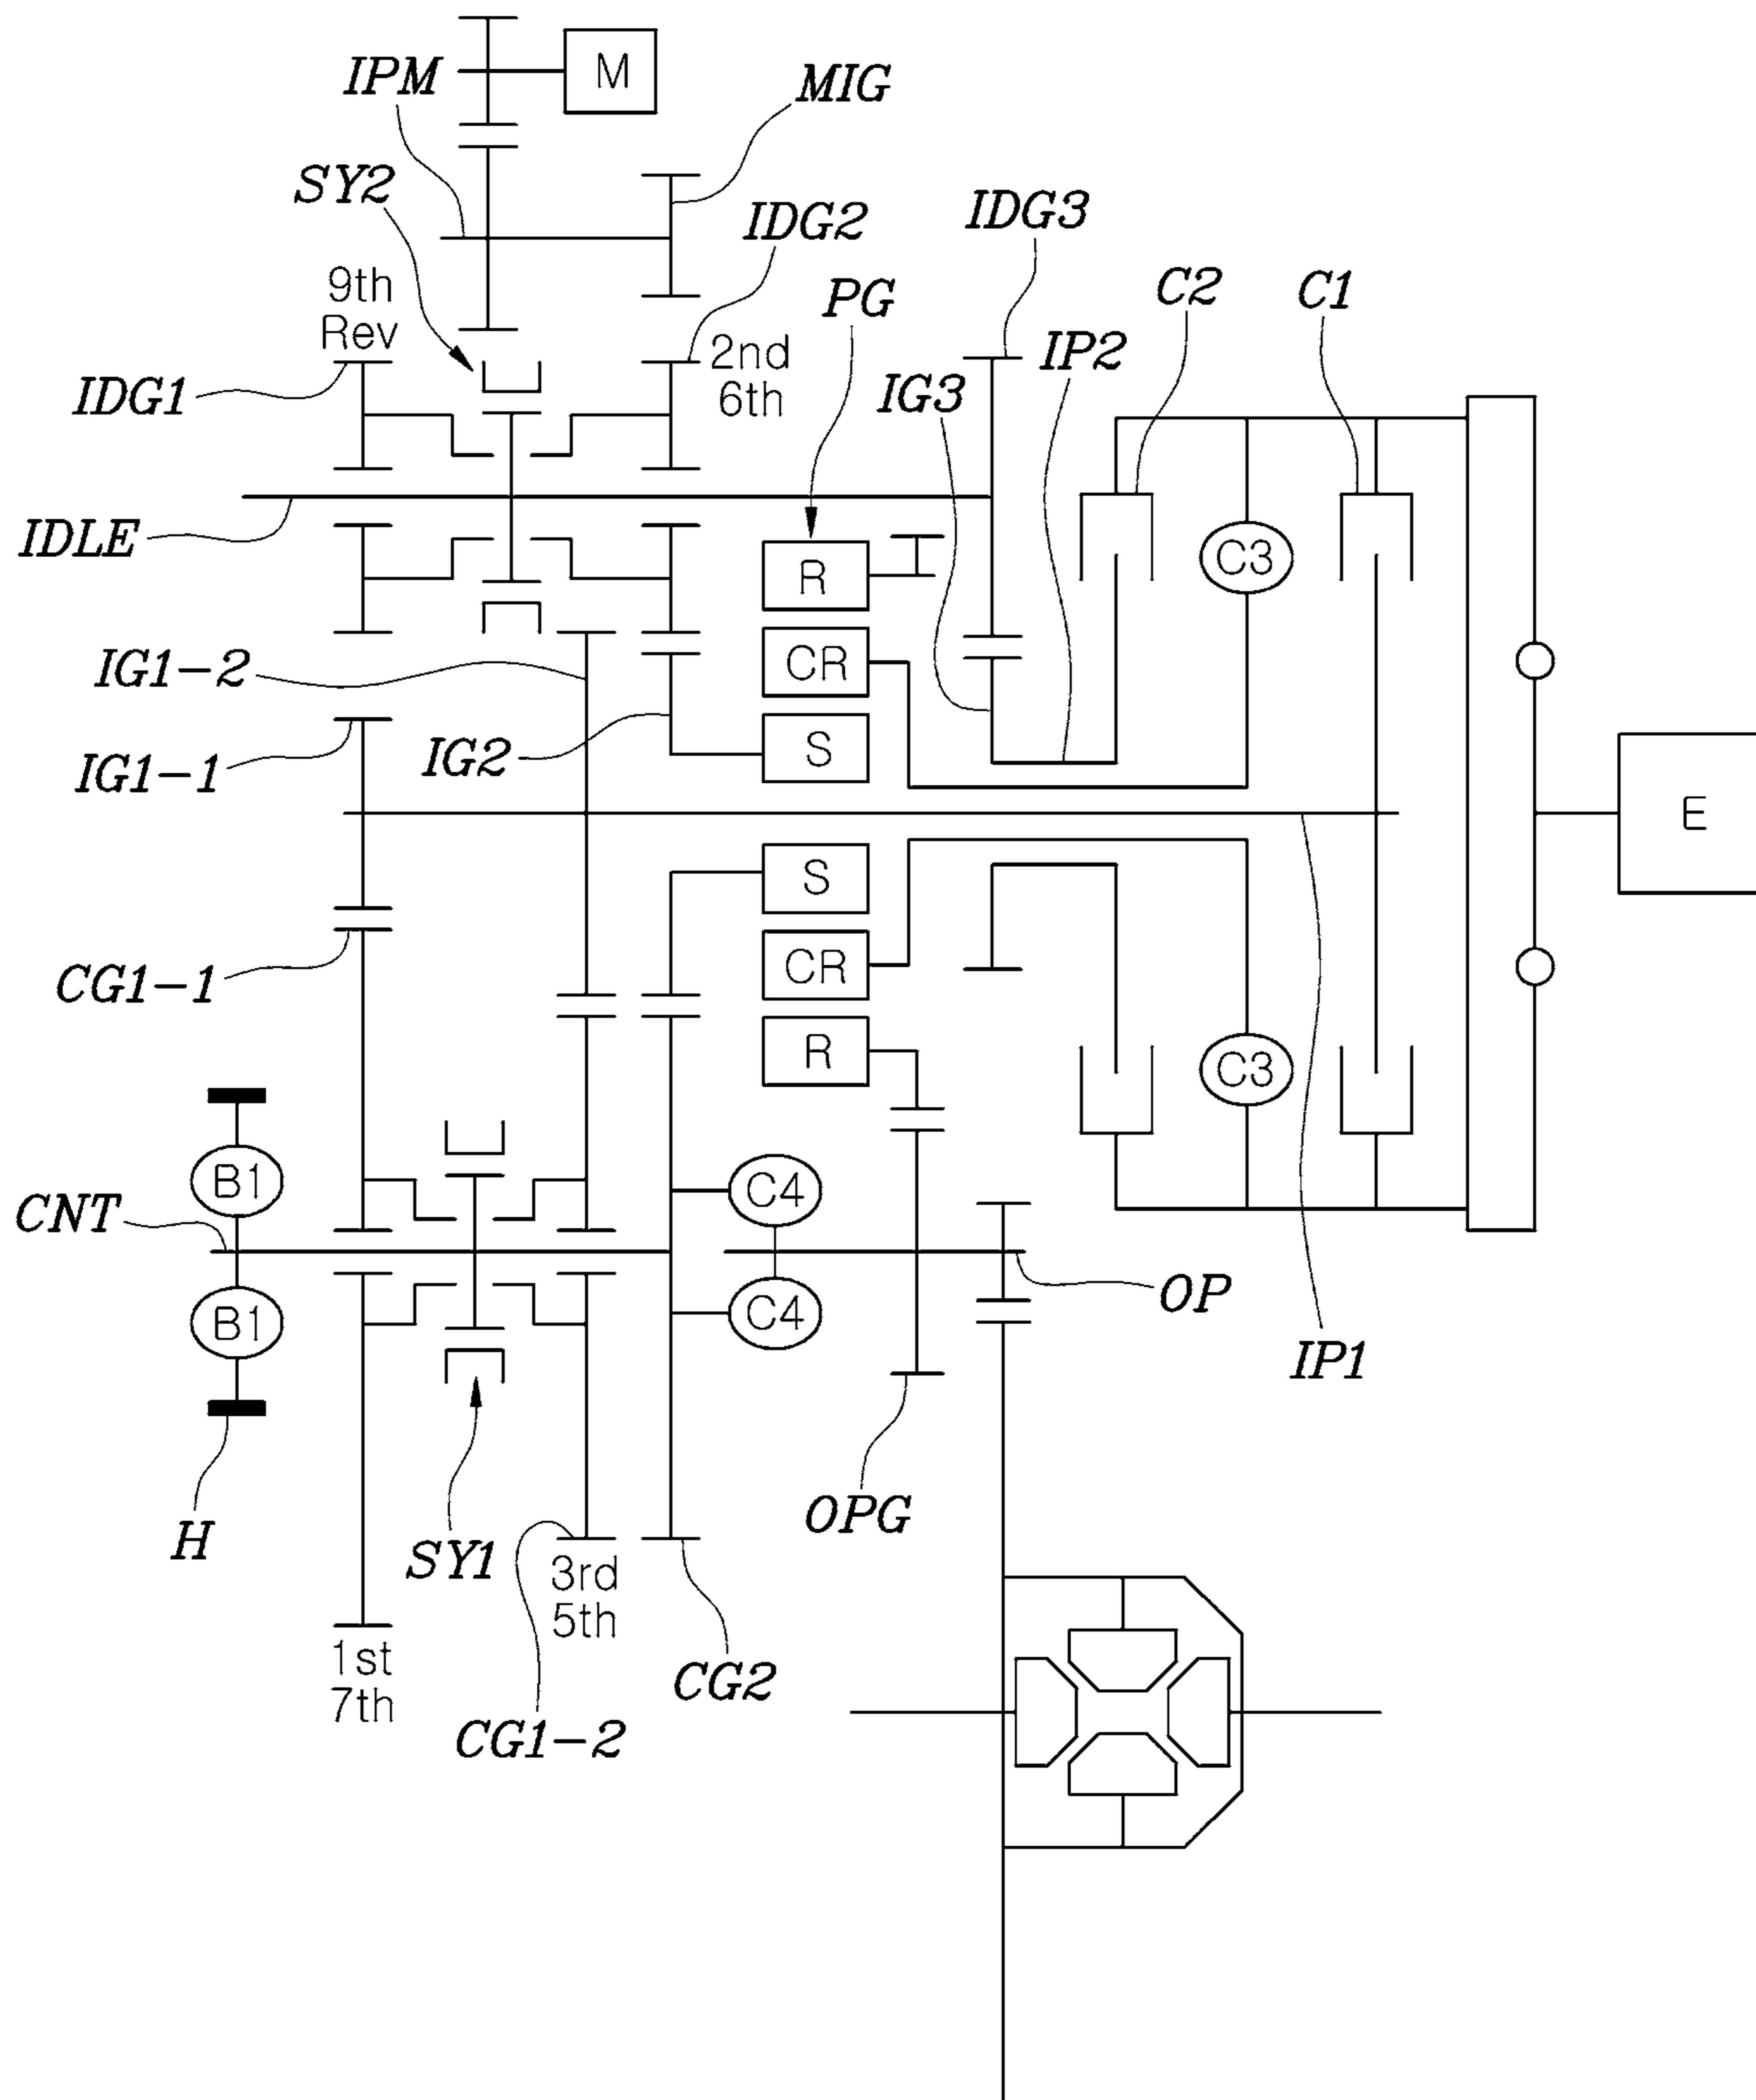 M
IPM
MIG
SY2
IDG2
IDG3
9th
Rev
PG
C2
C1
2nd
6th
IP2
IDG1
IG3
IDLE
R
C3
CR
IG1-2
S
IG2
IG1-1
E
S
CG1-1
CR
R
C3
B1
C4
CNT
OP
B1
C4
IP1
OPG
H
SY1
3rd
5th
1st
7th
CG2
CG1-2